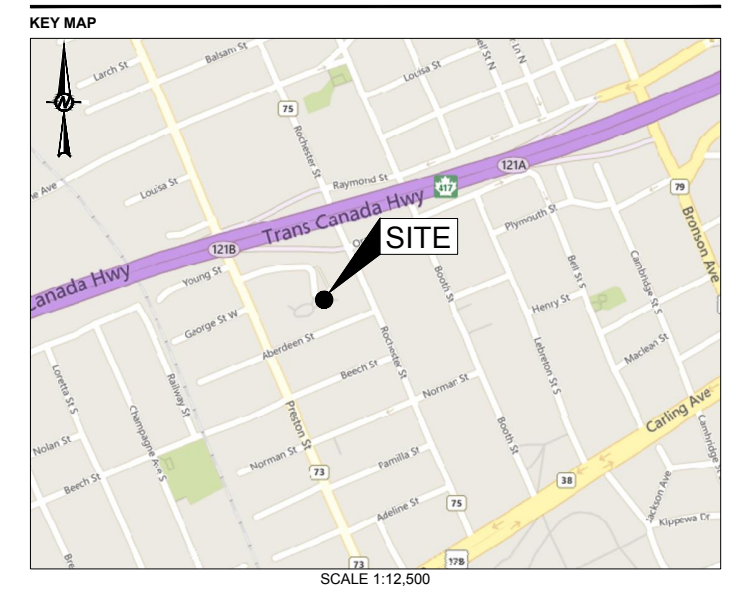 KEY MAP
N
Larch St
Balsam St
Louisa St
75
Rochester St
Raymond St
417
121A
79
Louisa St
Trans Canada Hwy
SITE
121B
Plymouth St
Bronson Ave
Young St
Canada Hwy
Booth St
Bell St S
Cambridge St S
Henry St
George St W
Aberdeen St
Rochester St
Lebreton St S
Maclean St
Loretta St S
Railway St
Beech St
Norman St
Carling Ave
Champagne Ave S
Preston St
Booth St
Nolan St
Norman St
Pamilla St
73
38
Beech St
75
Adeline St
Jackson Ave
Kippewa Dr
73
SCALE 1:12,500